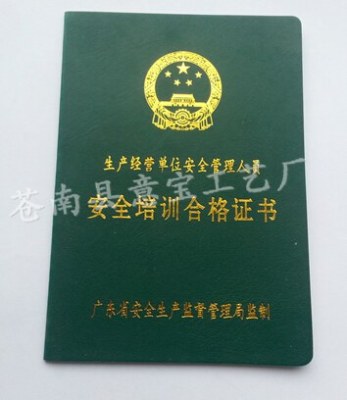 生产经营单位安全管理人员
苍南县意宝工艺厂
安全培训合格证书
广东省安全生产监督管理局监制